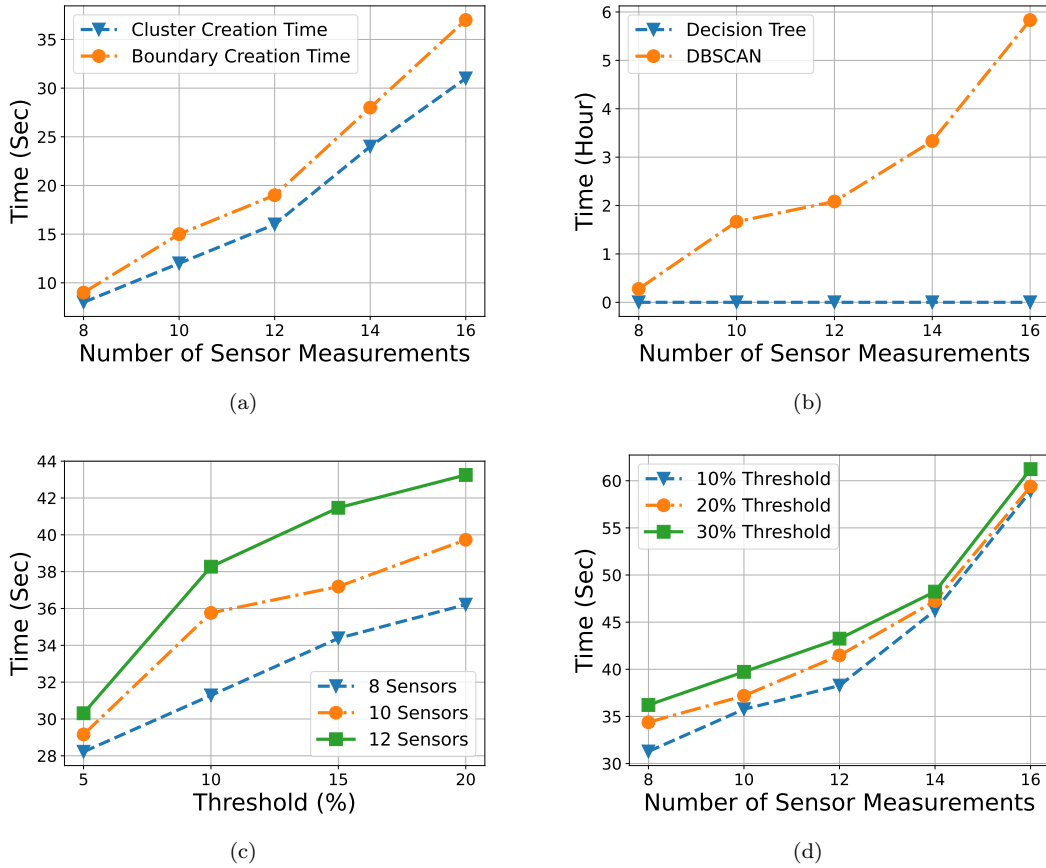 Cluster Creation Time
Boundary Creation Time
35
30
25
20
15
10
Time (Sec)
8 10 12 14 16
Number of Sensor Measurements
(a)
Decision Tree
DBSCAN
6
5
4
3
2
1
0
Time (Hour)
8 10 12 14 16
Number of Sensor Measurements
(b)
44
42
40
38
36
34
32
30
28
Time (Sec)
8 Sensors
10 Sensors
12 Sensors
5 10 15 20
Threshold (%)
(c)
10% Threshold
20% Threshold
30% Threshold
60
55
50
45
40
35
30
Time (Sec)
8 10 12 14 16
Number of Sensor Measurements
(d)